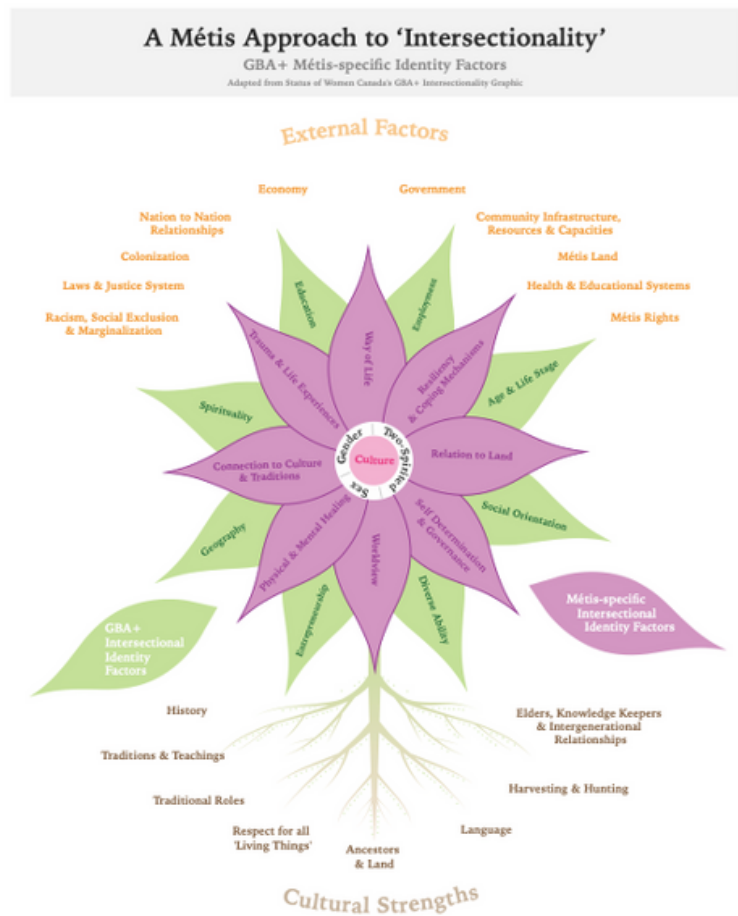 A Métis Approach to ‘Intersectionality’
GBA+ Métis-specific Identity Factors
Adapted from Status of Women Canada's GBA+ Intersectionality Graphic
External Factors
Economy
Government
Nation to Nation
Relationships
Community Infrastructure,
Resources & Capacities
Colonization
Métis Land
Laws & Justice System
Health & Educational Systems
Racism, Social Exclusion
& Marginalization
Métis Rights
Education
Employment
Trauma & Life Experiences
Way of Life
Resiliency
& Coping Mechanisms
Age & Life Stage
Spirituality
Gender
Two-Spirited
Sex
Culture
Connection to Culture
& Traditions
Relation to Land
Geography
Physical & Mental Healing
Worldview
Self Determination
& Governance
Social Orientation
Entrepreneurship
Diverse Ability
GBA+
Intersectional
Identity
Factors
Métis-specific
Intersectional
Identity Factors
History
Elders, Knowledge Keepers
& Intergenerational
Relationships
Traditions & Teachings
Harvesting & Hunting
Traditional Roles
Respect for all
'Living Things'
Language
Ancestors
& Land
Cultural Strengths